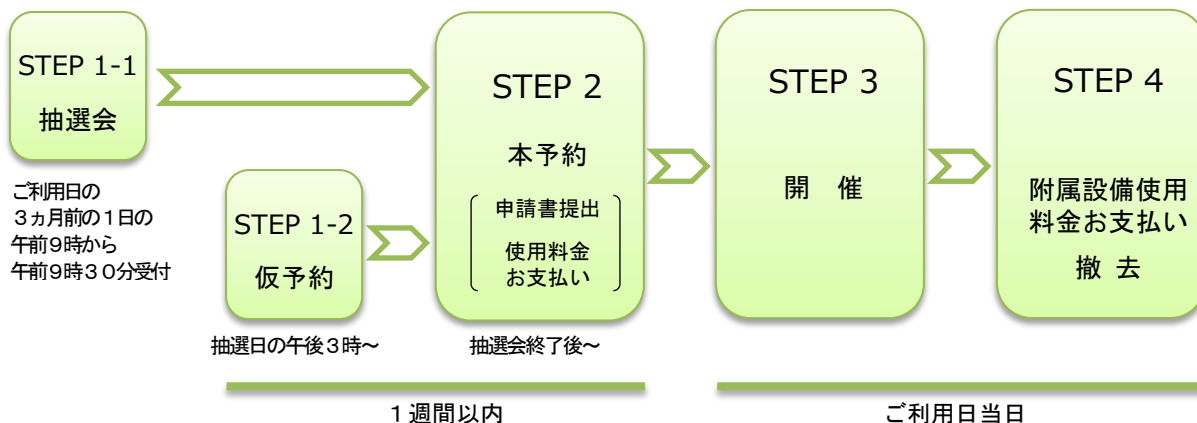 STEP 1-1
抽選会
ご利用日の
３ヵ月前の１日の
午前９時から
午前９時３０分受付
STEP 1-2
仮予約
抽選日の午後３時～
STEP 2
本予約
申請書提出
使用料金
お支払い
抽選会終了後～
STEP 3
開　催
STEP 4
附属設備使用
料金お支払い
撤 去
１週間以内
ご利用日当日